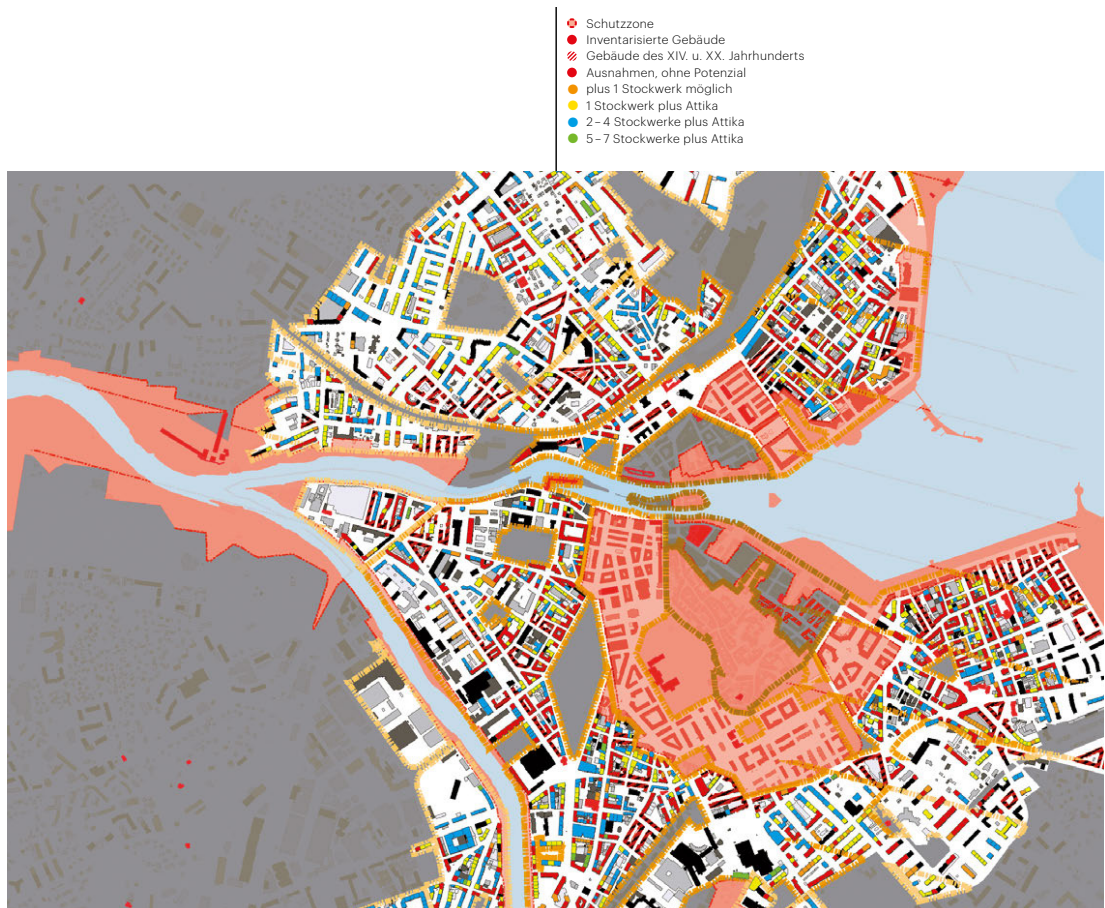 Schutzzone
Inventarisierte Gebäude
Gebäude des XIV. u. XX. Jahrhunderts
Ausnahmen, ohne Potenzial
plus 1 Stockwerk möglich
1 Stockwerk plus Attika
2–4 Stockwerke plus Attika
5–7 Stockwerke plus Attika